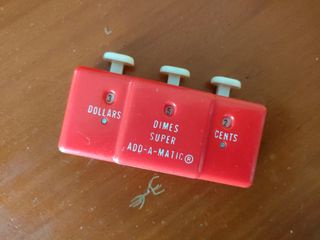 DOLLARS
DIMES
SUPER
ADD-A-MATIC®
CENTS